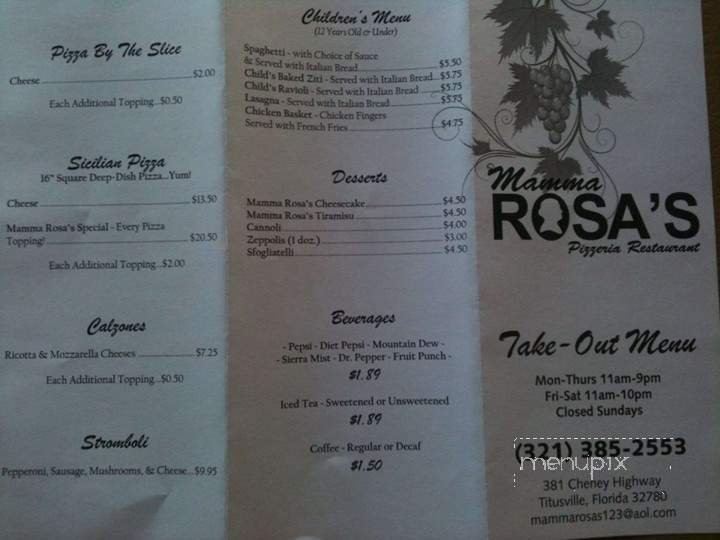 Pizza By The Slice
Cheese $2.00
Each Additional Topping...$0.50
Sicilian Pizza
16" Square Deep-Dish Pizza...Yum!
Cheese $13.50
Mamma Rosa's Special - Every Pizza
Topping! $20.50
Each Additional Topping...$2.00
Calzones
Ricotta & Mozzarella Cheeses $7.25
Each Additional Topping...$0.50
Stromboli
Pepperoni, Sausage, Mushrooms, & Cheese...$9.95
Children's Menu
(12 Years Old & Under)
Spaghetti - with Choice of Sauce
& Served with Italian Bread $5.50
Child's Baked Ziti - Served with Italian Bread...$5.75
Child's Ravioli - Served with Italian Bread $5.75
Lasagna - Served with Italian Bread $5.75
Chicken Basket - Chicken Fingers
Served with French Fries $4.75
Desserts
Mamma Rosa's Cheesecake $4.50
Mamma Rosa's Tiramisu $4.50
Cannoli $4.00
Zeppolis (1 doz.) $3.00
Sfogliatelli $4.50
Beverages
- Pepsi - Diet Pepsi - Mountain Dew -
- Sierra Mist - Dr. Pepper - Fruit Punch -
$1.89
Iced Tea - Sweetened or Unsweetened
$1.89
Coffee - Regular or Decaf
$1.50
Mamma
ROSA'S
Pizzeria Restaurant
Take-Out Menu
Mon-Thurs 11am-9pm
Fri-Sat 11am-10pm
Closed Sundays
(321) 385-2553
menupix
381 Cheney Highway
Titusville, Florida 32780
mammarosas123@aol.com